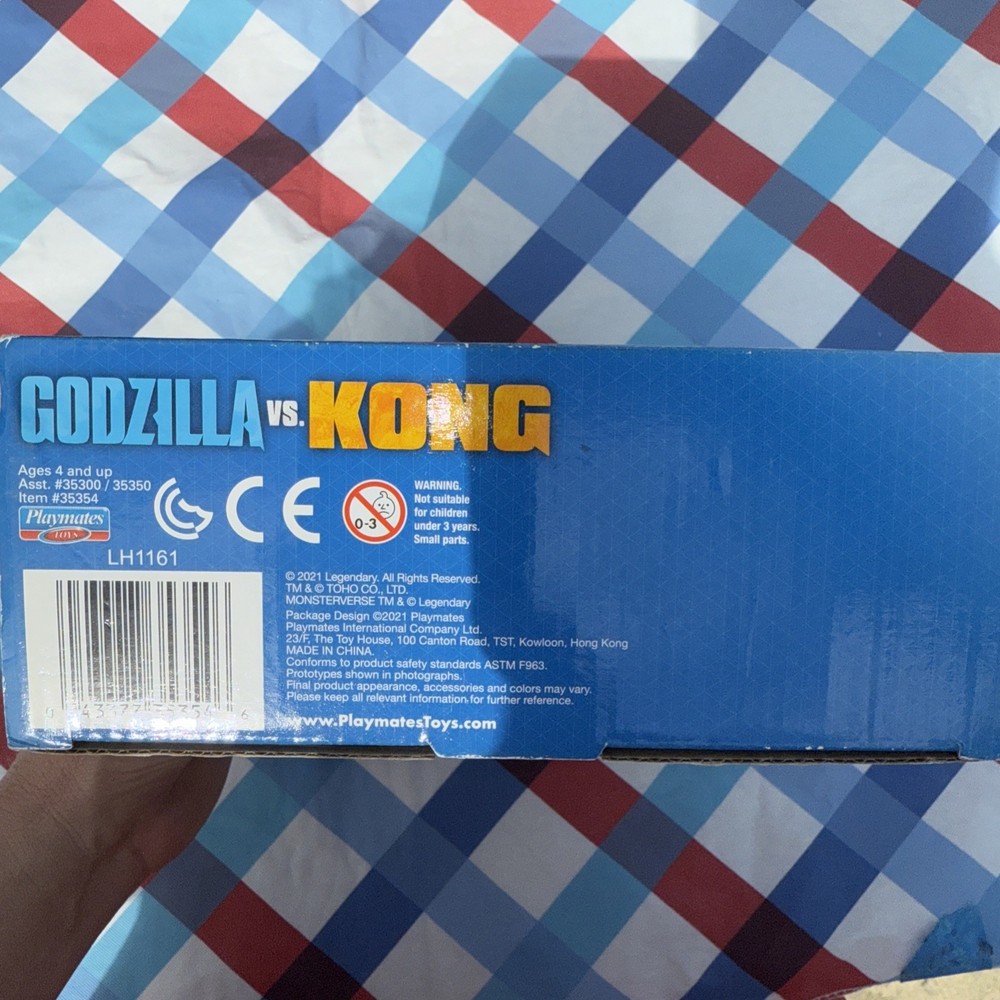 GODZILLA VS. KONG
Ages 4 and up
Asst. #35300 / 35350
Item #35354
Playmates
TOYS
LH1161
CE
0-3
WARNING.
Not suitable
for children
under 3 years.
Small parts.
© 2021 Legendary. All Rights Reserved.
TM & © TOHO CO., LTD.
MONSTERVERSE TM & © Legendary
Package Design ©2021 Playmates
Playmates International Company Ltd.
23/F, The Toy House, 100 Canton Road, TST, Kowloon, Hong Kong
MADE IN CHINA.
Conforms to product safety standards ASTM F963.
Prototypes shown in photographs.
Final product appearance, accessories and colors may vary.
Please keep all relevant information for further reference.
www.PlaymatesToys.com